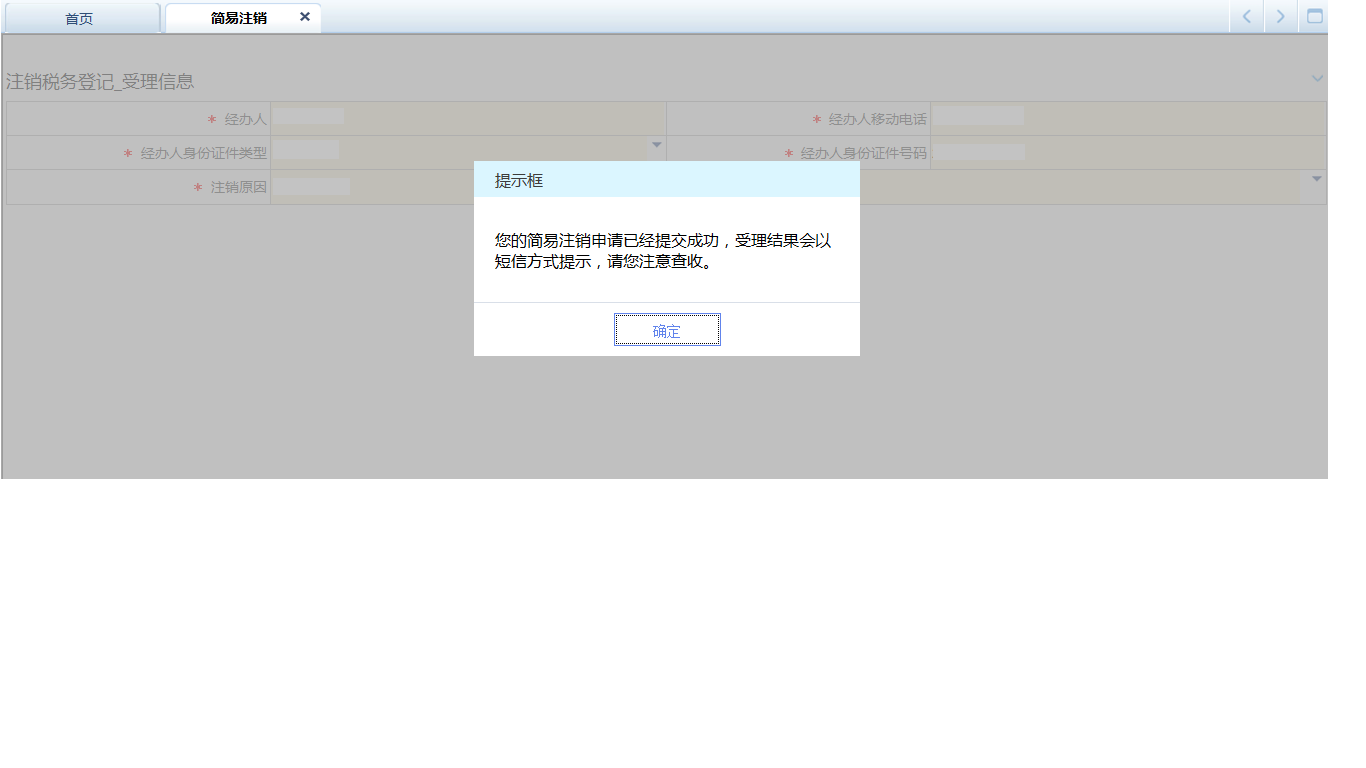 首页
简易注销
注销税务登记_受理信息
* 经办人
* 经办人移动电话
* 经办人身份证件类型
* 经办人身份证件号码
* 注销原因
提示框
您的简易注销申请已经提交成功，受理结果会以
短信方式提示，请您注意查收。
确定